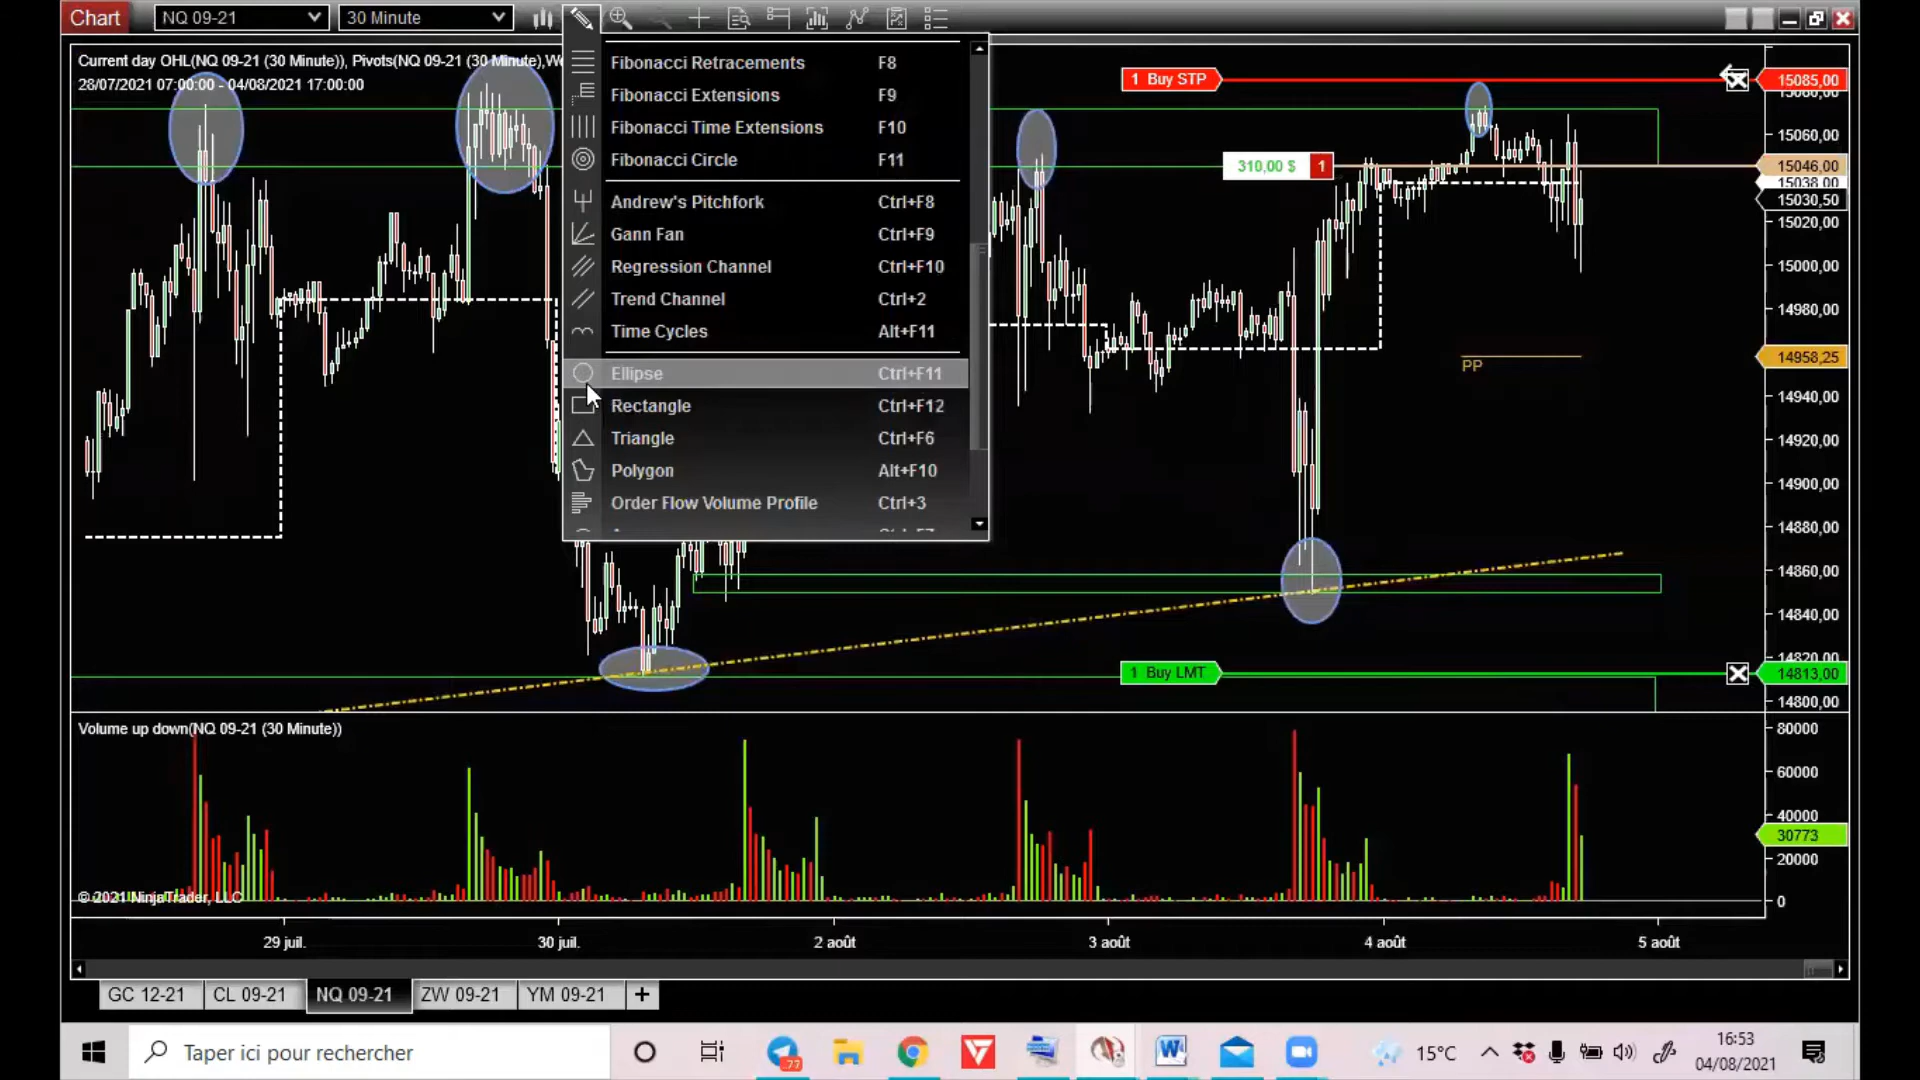 Chart NQ 09-21 30 Minute
Current day OHL(NQ 09-21 (30 Minute)), Pivots(NQ 09-21 (30 Minute),
28/07/2021 07:00:00 - 04/08/2021 17:00:00
Fibonacci Retracements F8
Fibonacci Extensions F9
Fibonacci Time Extensions F10
Fibonacci Circle F11
Andrew's Pitchfork Ctrl+F8
Gann Fan Ctrl+F9
Regression Channel Ctrl+F10
Trend Channel Ctrl+2
Time Cycles Alt+F11
Ellipse Ctrl+F11
Rectangle Ctrl+F12
Triangle Ctrl+F6
Polygon Alt+F10
Order Flow Volume Profile Ctrl+3
1 Buy STP
310,00 $ 1
PP
1 Buy LMT
15085,00
15060,00
15046,00
15038,00
15030,50
15020,00
15000,00
14980,00
14958,25
14940,00
14920,00
14900,00
14880,00
14860,00
14840,00
14820,00
14813,00
14800,00
Volume up down(NQ 09-21 (30 Minute))
80000
60000
40000
30773
20000
0
© 2021 NinjaTrader, LLC
29 juil. 30 juil. 2 août 3 août 4 août 5 août
GC 12-21 CL 09-21 NQ 09-21 ZW 09-21 YM 09-21 +
Taper ici pour rechercher
77
15°C
16:53
04/08/2021